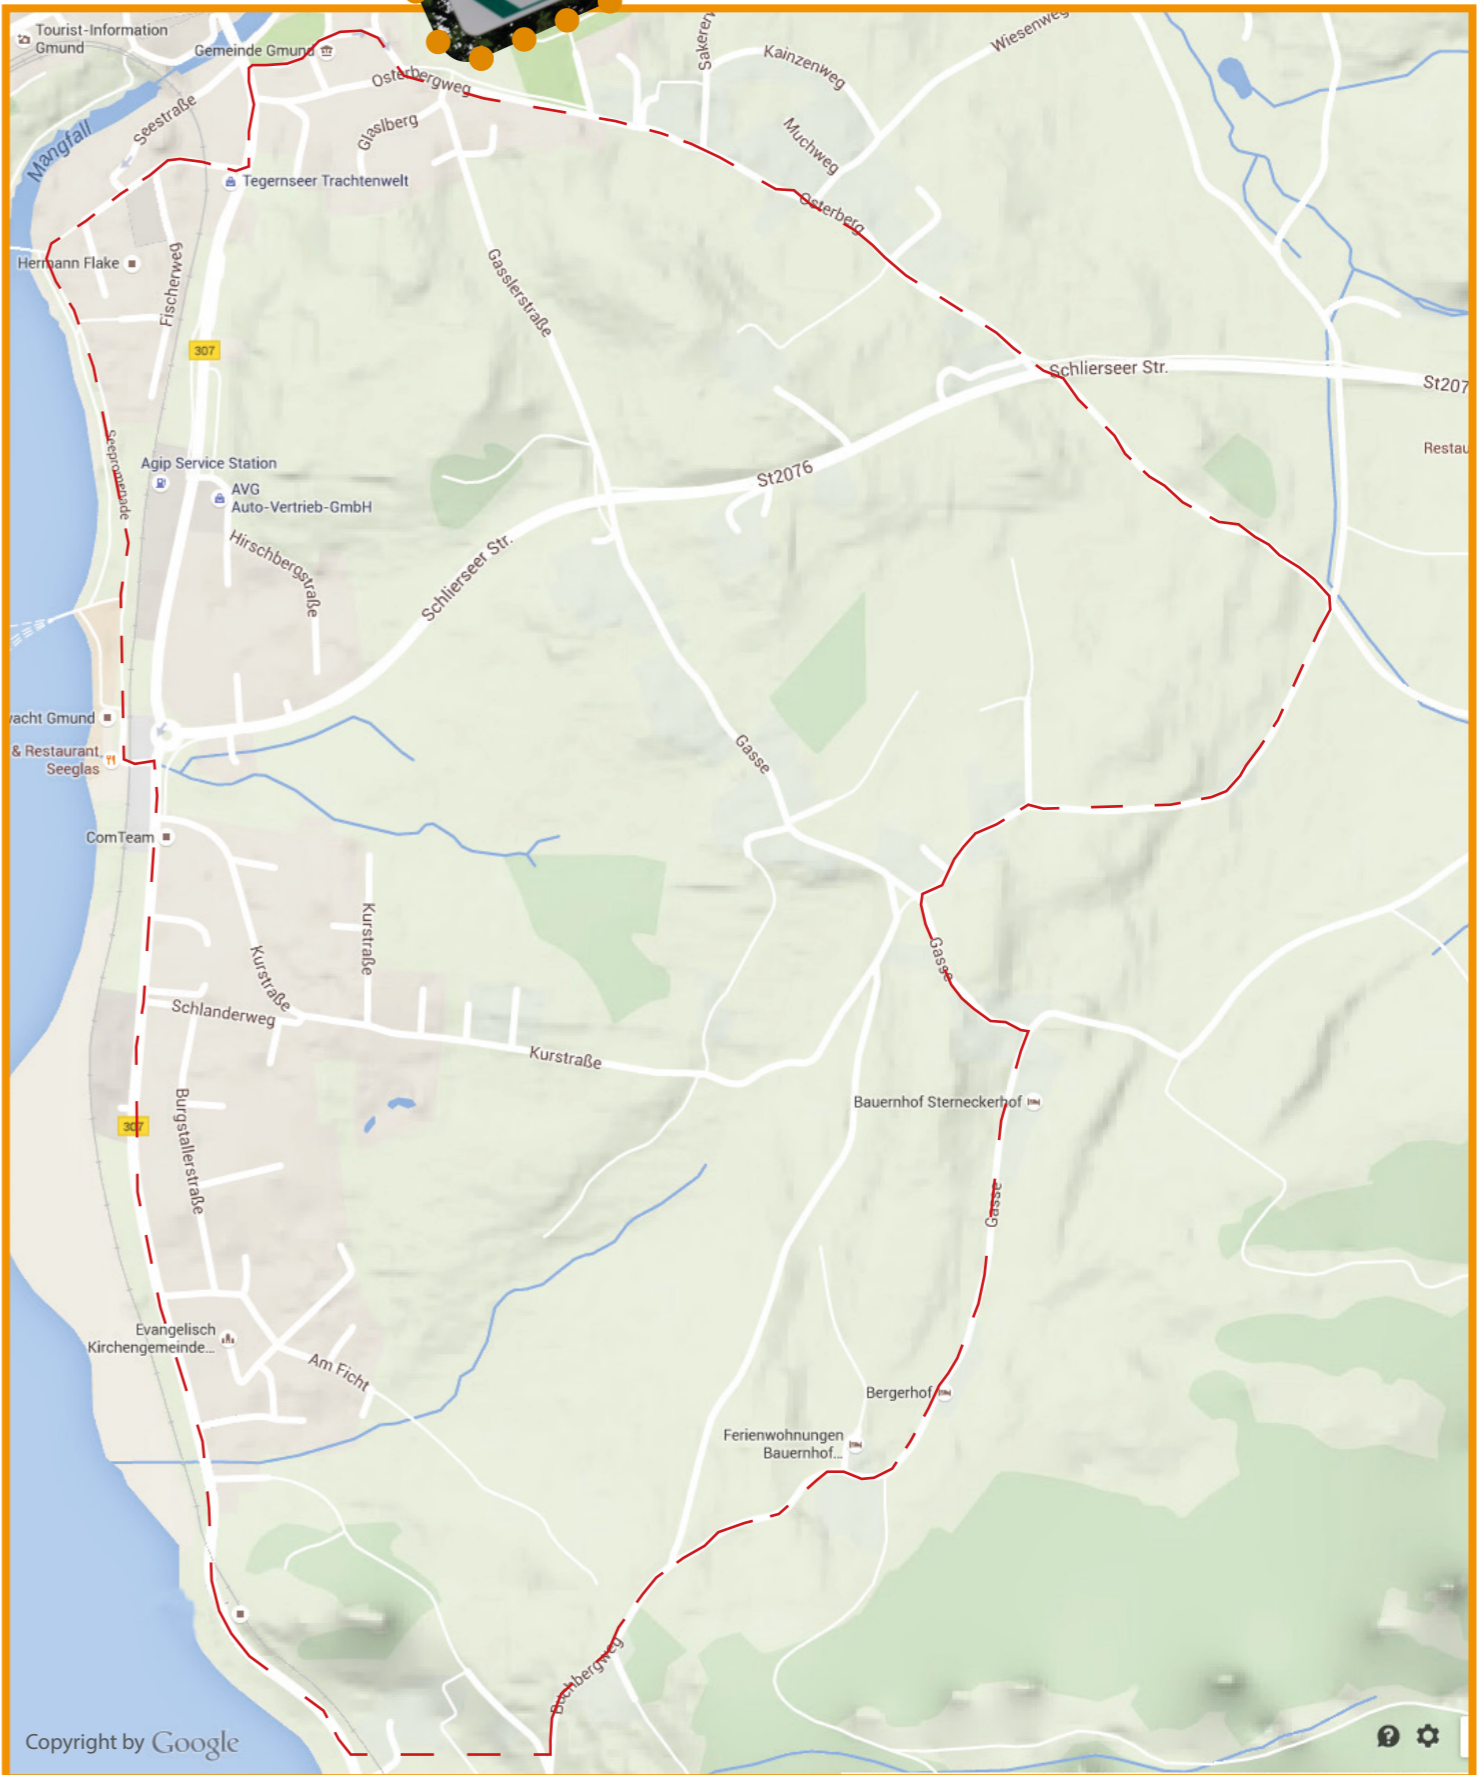 Tourist-Information
Gmund
Gemeinde Gmund
Sakererw
Kainzenweg
Wiesenweg
Osterbergweg
Seestraße
Glaslberg
Mangfall
Muchweg
Tegernseer Trachtenwelt
Osterberg
Hermann Flake
Fischerweg
Gasslerstraße
307
Schlierseer Str.
St207
Seepromenade
Restau
Agip Service Station
St2076
AVG
Auto-Vertrieb-GmbH
Hirschbergstraße
Schlierseer Str.
vacht Gmund
& Restaurant
Seeglas
Gasse
ComTeam
Kurstraße
Kurstraße
Gasse
Schlanderweg
Kurstraße
Bauernhof Sterneckerhof
307
Burgstallerstraße
Gasse
Evangelisch
Kirchengemeinde...
Am Ficht
Bergerhof
Ferienwohnungen
Bauernhof...
Buchbergweg
Copyright by Google